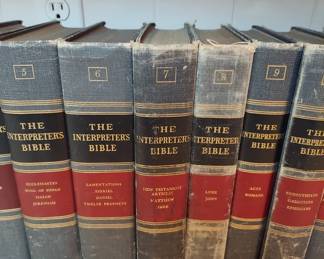 5
THE
INTERPRETER'S
BIBLE
ECCLESIASTES
SONG OF SONGS
ISAIAH
JEREMIAH
6
THE
INTERPRETER'S
BIBLE
LAMENTATIONS
EZEKIEL
DANIEL
TWELVE PROPHETS
7
THE
INTERPRETER'S
BIBLE
NEW TESTAMENT
ARTICLES
MATTHEW
MARK
8
THE
INTERPRETER'S
BIBLE
LUKE
JOHN
9
THE
INTERPRETER'S
BIBLE
ACTS
ROMANS
THE
INTERPRETER'S
BIBLE
CORINTHIANS
GALATIANS
EPHESIANS